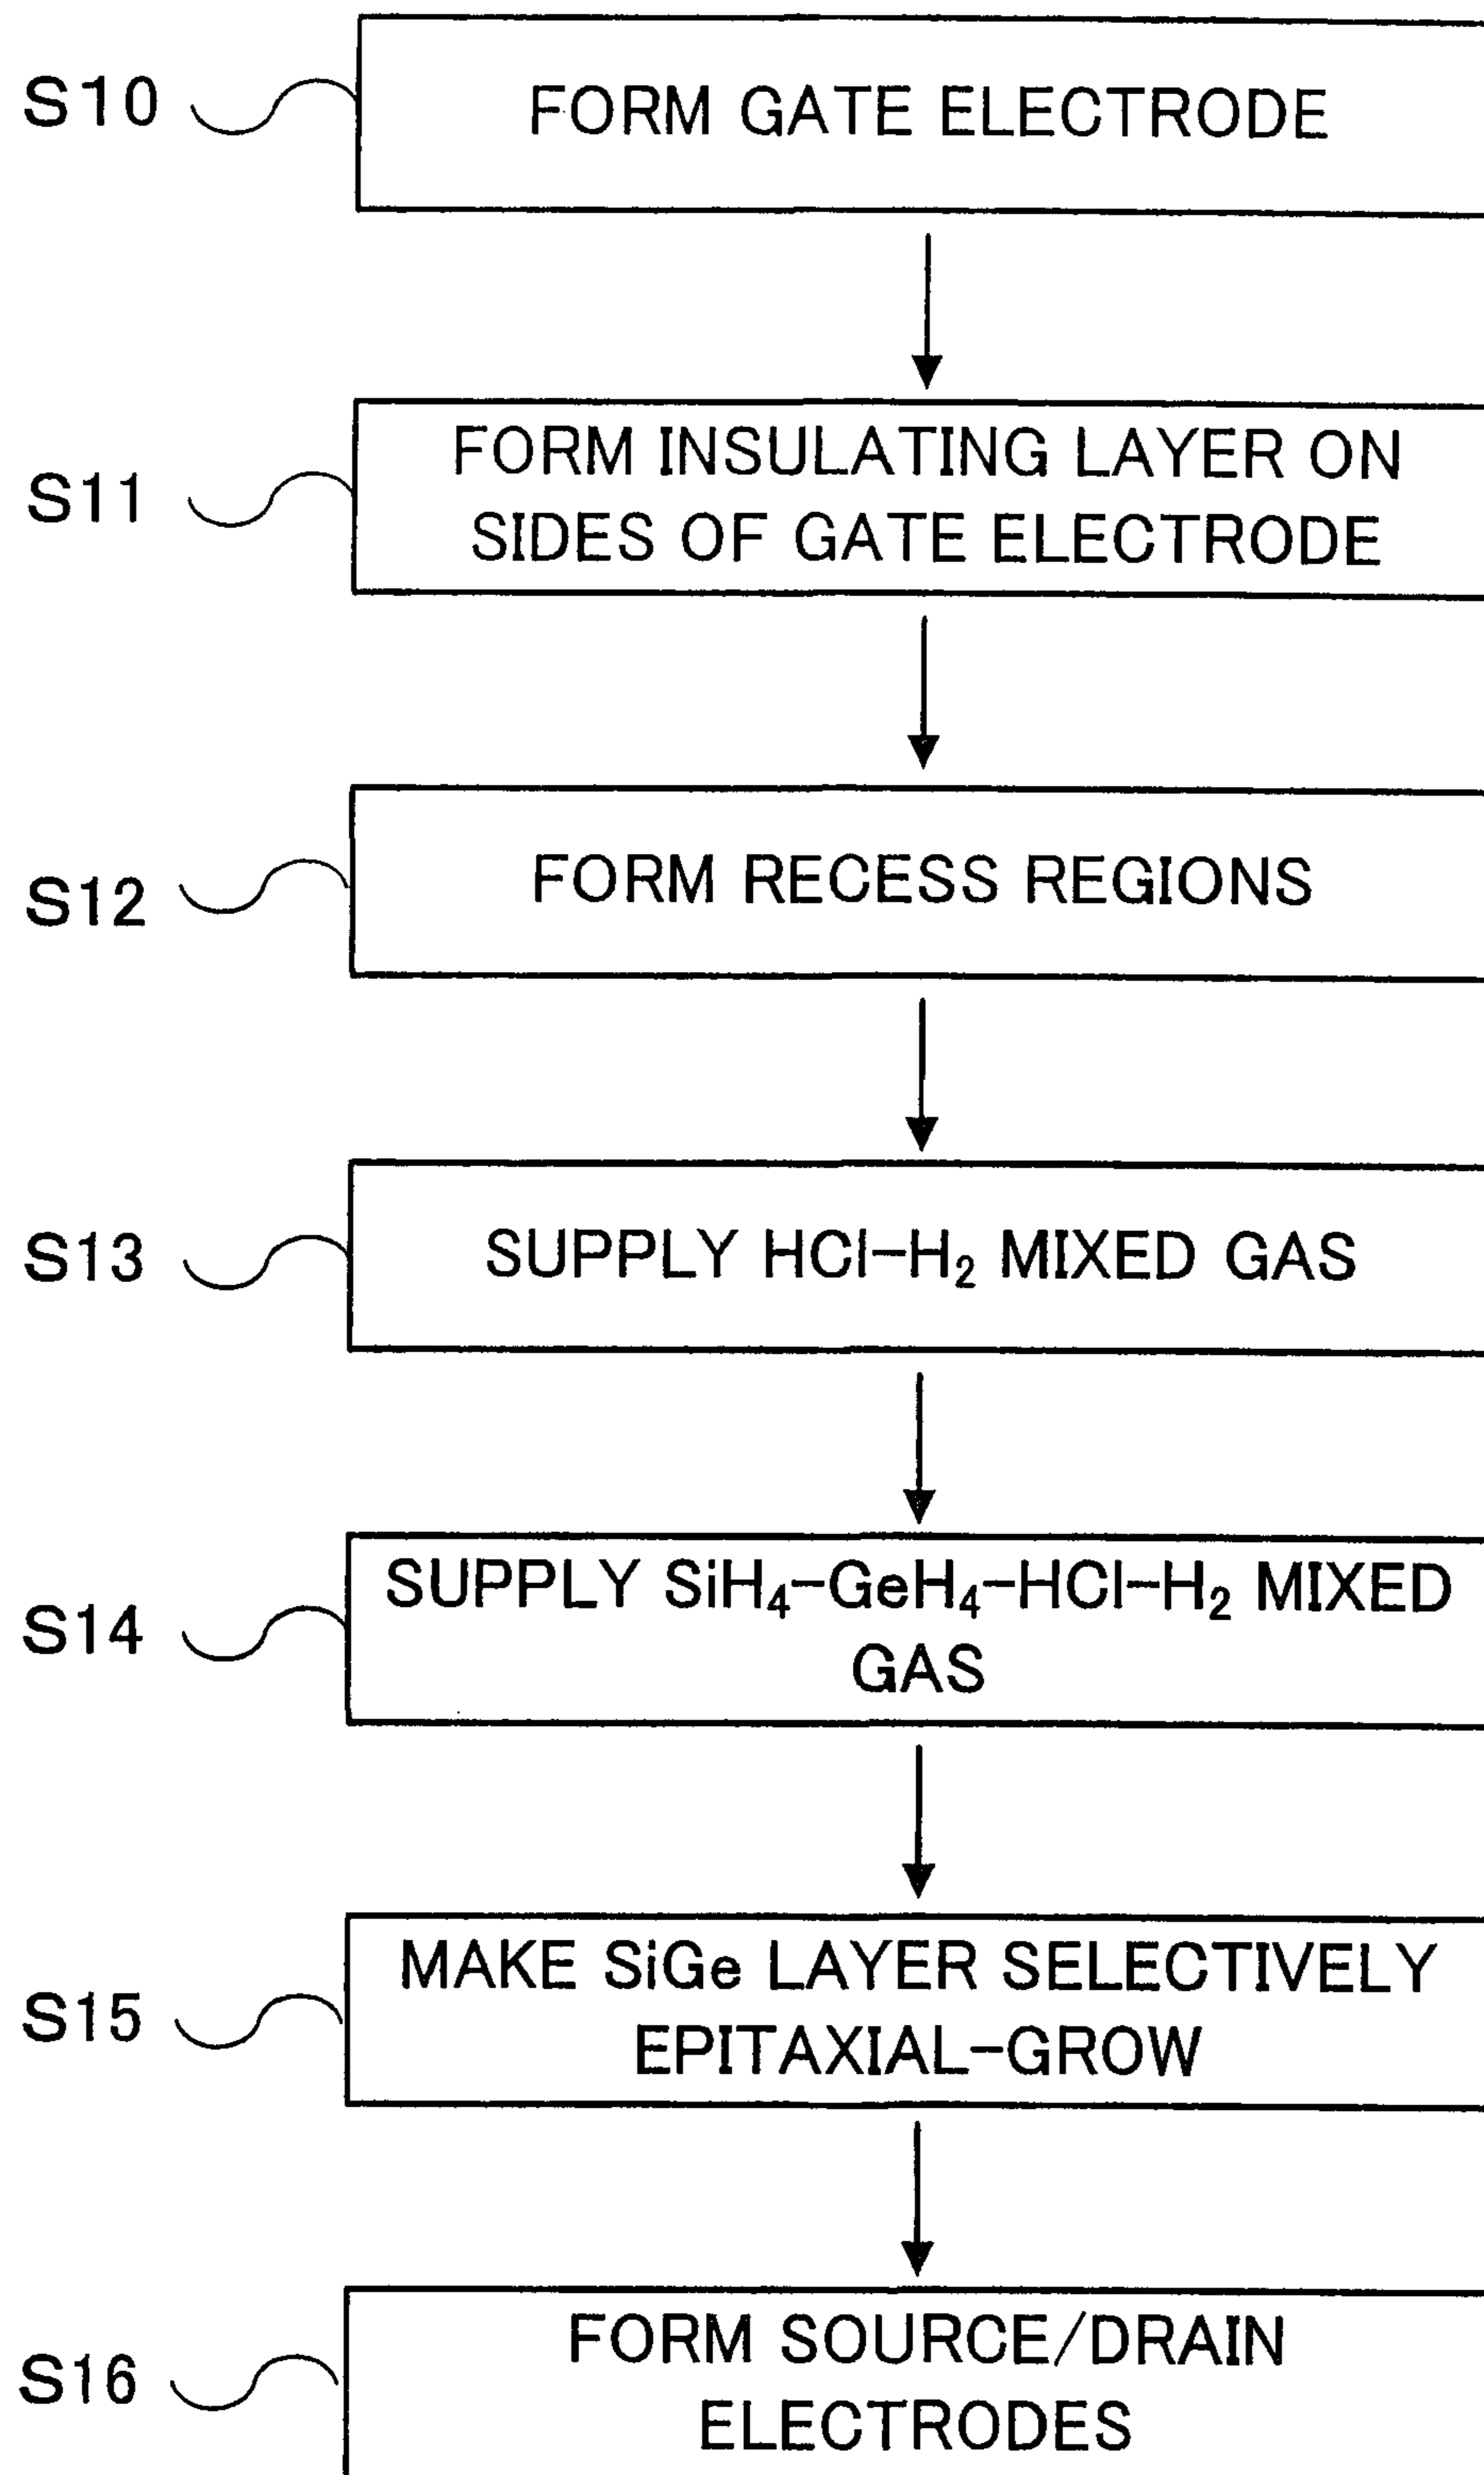 S10 FORM GATE ELECTRODE
S11 FORM INSULATING LAYER ON
SIDES OF GATE ELECTRODE
S12 FORM RECESS REGIONS
S13 SUPPLY HCl-H₂ MIXED GAS
S14 SUPPLY SiH₄-GeH₄-HCl-H₂ MIXED
GAS
S15 MAKE SiGe LAYER SELECTIVELY
EPITAXIAL-GROW
S16 FORM SOURCE/DRAIN
ELECTRODES